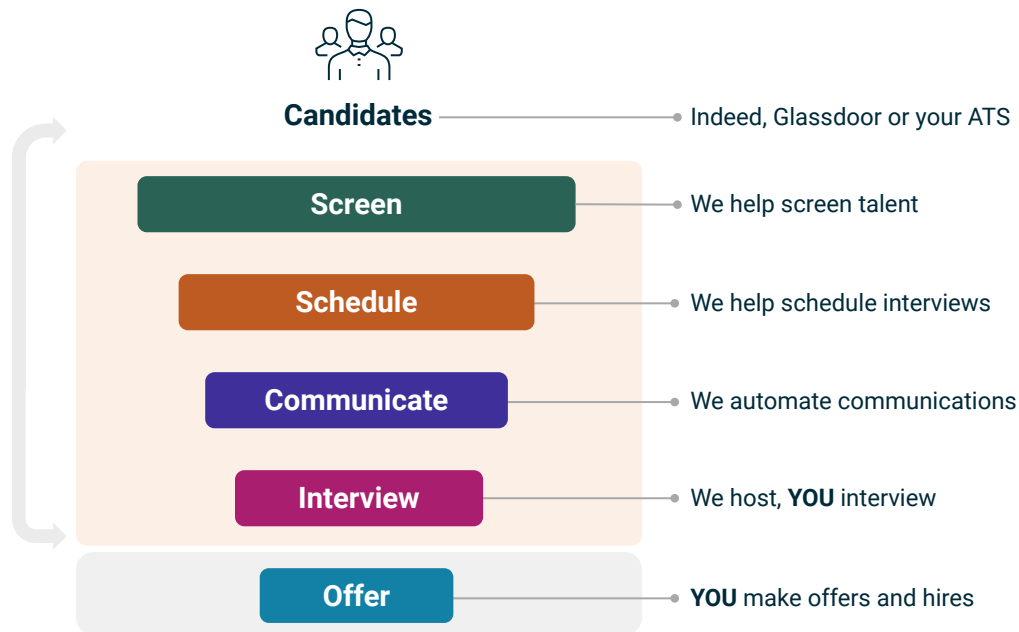 Candidates
Indeed, Glassdoor or your ATS
Screen
We help screen talent
Schedule
We help schedule interviews
Communicate
We automate communications
Interview
We host, YOU interview
Offer
YOU make offers and hires